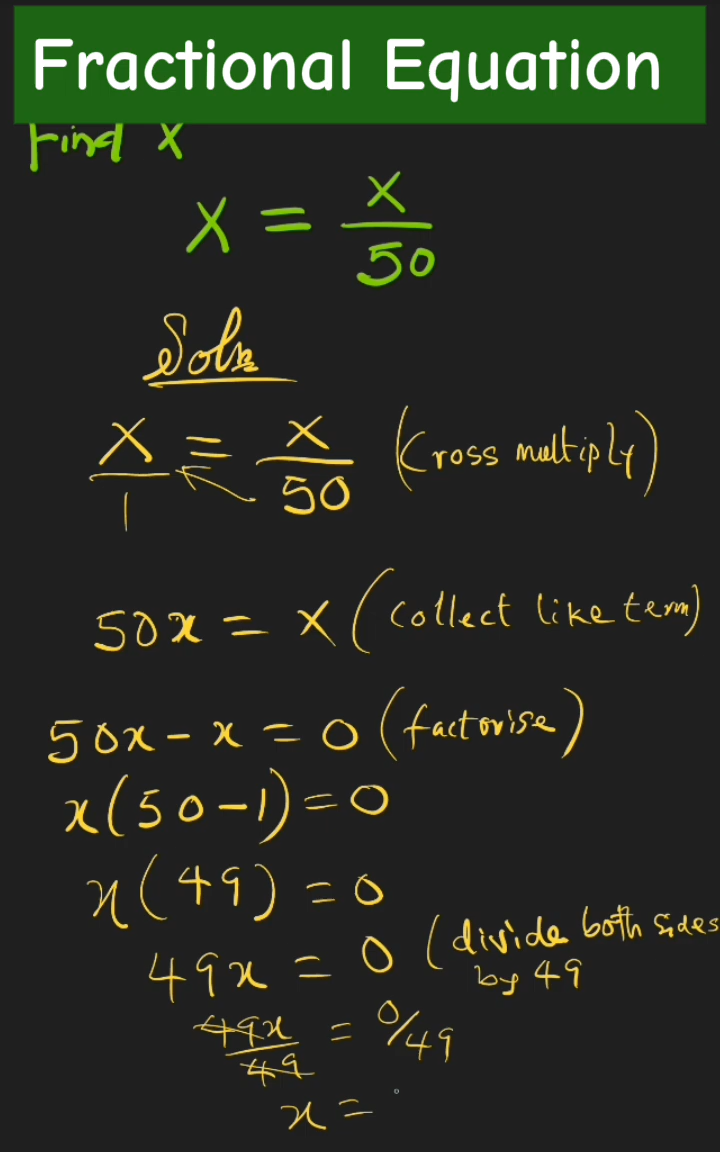 Fractional Equation
Find X
X = X/50
Soln
X/1 = X/50 (Cross multiply)
50x = X (collect like term)
50x - x = 0 (factorise)
x(50-1) = 0
x(49) = 0
49x = 0 (divide both sides
by 49
49x/49 = 0/49
x =